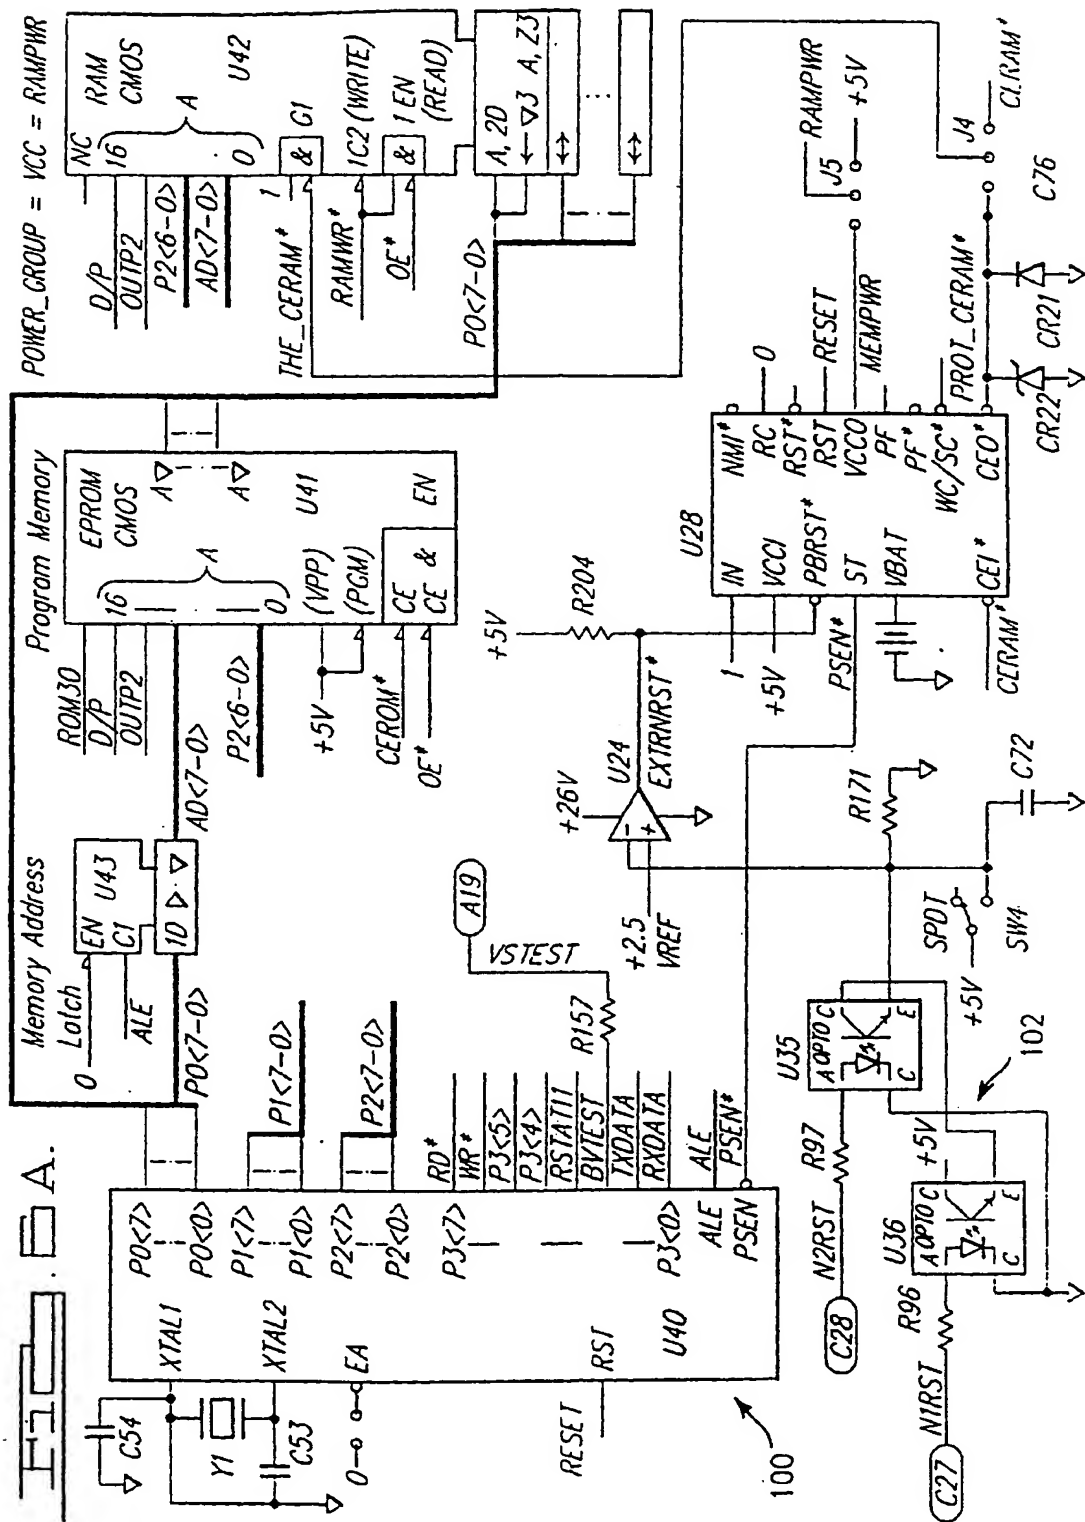 FIG. 6A.
POWER_GROUP = VCC = RAMPWR
Memory Address
Latch
0
ALE
EN
C1
U43
1D
P0<7-0>
AD<7-0>
Program Memory
ROM30
D/P
OUTP2
P2<6-0>
+5V
CEROM*
OE*
16
0
A
EPROM
CMOS
(VPP)
(PGM)
CE
CE &
EN
U41
A
A
NC
D/P
OUTP2
P2<6-0>
AD<7-0>
1
THE_CERAM*
RAMWR*
OE*
P0<7-0>
16
0
A
RAM
CMOS
U42
&
G1
1C2 (WRITE)
&
1 EN
(READ)
A, 2D
3
A, Z3
C54
Y1
C53
0
RESET
100
XTAL1
XTAL2
EA
RST
U40
P0<7>
P0<0>
P1<7>
P1<0>
P2<7>
P2<0>
P3<7>
P3<0>
ALE
PSEN
P1<7-0>
P2<7-0>
RD*
WR*
P3<5>
P3<4>
RSTAT11
BVTEST
TXDATA
RXDATA
ALE
PSEN*
R157
VSTEST
A19
+26V
+2.5
VREF
U24
EXTRNRST*
+5V
R204
1
+5V
PSEN*
CERAM*
U28
IN
VCCI
PBRST*
ST
VBAT
CEI*
NMI*
RC
RST*
RST
VCCO
PF
PF*
WC/SC*
CEO*
0
RESET
MEMPWR
PROT_CERAM*
RAMPWR
J5
+5V
J4
CLRAM*
CR22
CR21
C76
C28
N2RST
R97
U35
A OPTO C
C
E
C27
N1RST
R96
U36
A OPTO C
C
E
+5V
102
+5V
SPDT
SW4
R171
C72